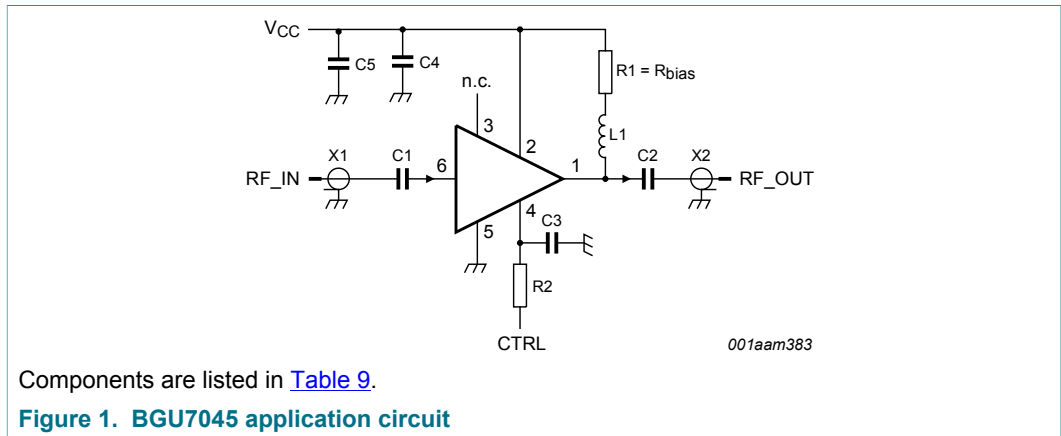 VCC
C5
C4
R1 = Rbias
n.c.
3
L1
2
X1
C1
6
1
C2
X2
RF_IN
RF_OUT
4
C3
5
R2
CTRL
001aam383
Components are listed in Table 9.
Figure 1. BGU7045 application circuit